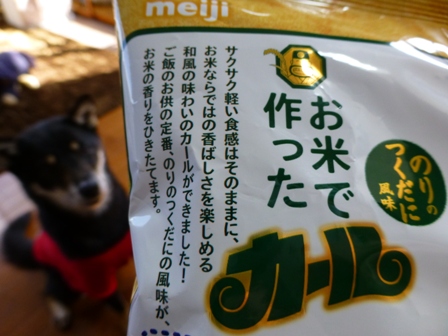 meiji
お米で
作った
のりの
つくだに
風味
カール
サクサク軽い食感はそのままに、
お米ならではの香ばしさを楽しめる
和風の味わいのカールができました！
ご飯のお供の定番、のりのつくだにの風味が、
お米の香りをひきたてます。